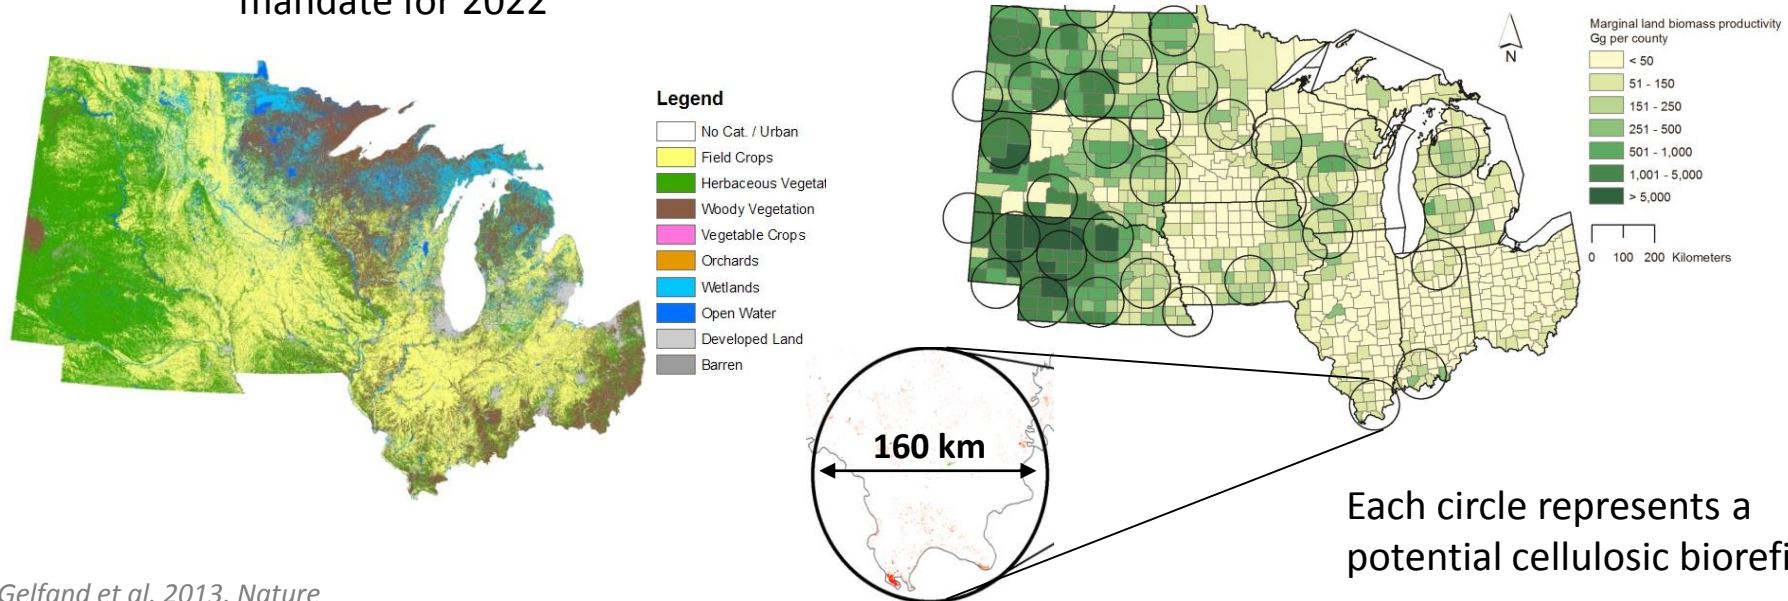 mandate for 2022
Legend
No Cat. / Urban
Field Crops
Herbaceous Vegetat
Woody Vegetation
Vegetable Crops
Orchards
Wetlands
Open Water
Developed Land
Barren
N
Marginal land biomass productivity
Gg per county
< 50
51 - 150
151 - 250
251 - 500
501 - 1,000
1,001 - 5,000
> 5,000
0 100 200 Kilometers
160 km
Each circle represents a
potential cellulosic biorefi
Gelfand et al. 2013. Nature